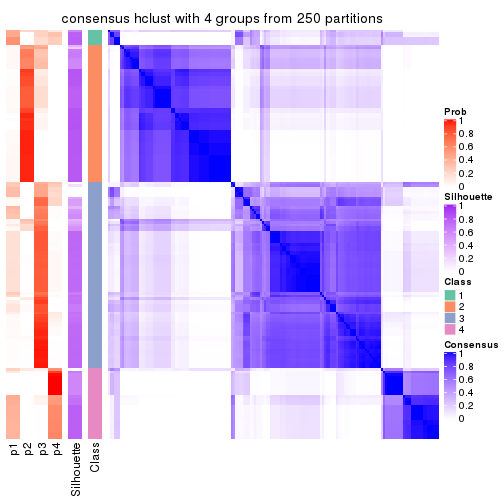 consensus hclust with 4 groups from 250 partitions
Prob
1
0.8
0.6
0.4
0.2
0
Silhouette
1
0.8
0.6
0.4
0.2
0
Class
1
2
3
4
Consensus
1
0.8
0.6
0.4
0.2
0
p1
p2
p3
p4
Silhouette
Class